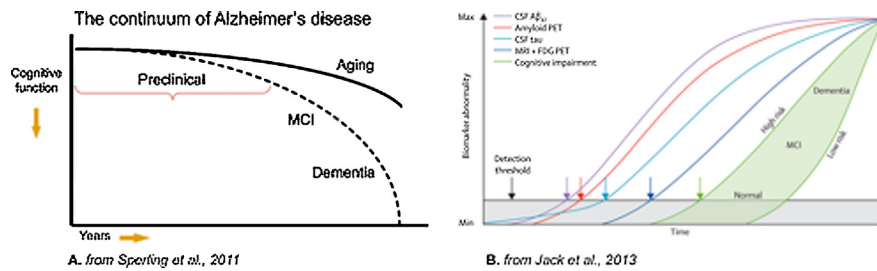 The continuum of Alzheimer's disease
Cognitive
function
Aging
Preclinical
MCI
Dementia
Years
A. from Sperling et al., 2011
Max
Biomarker abnormality
Min
CSF Aβ42
Amyloid PET
CSF tau
MRI + FDG PET
Cognitive impairment
Detection
threshold
High risk
Dementia
MCI
Low risk
Normal
Time
B. from Jack et al., 2013